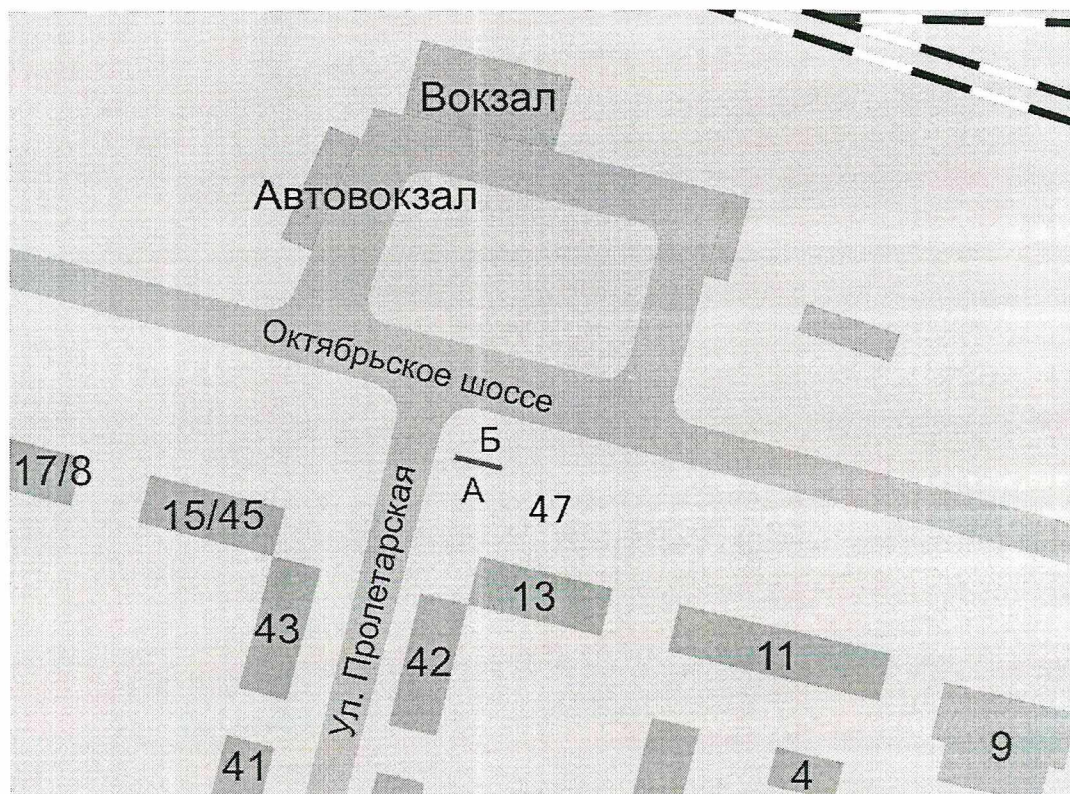 Вокзал
Автовокзал
Октябрьское шоссе
Б
А
47
Ул. Пролетарская
17/8
15/45
13
43
42
11
41
4
9